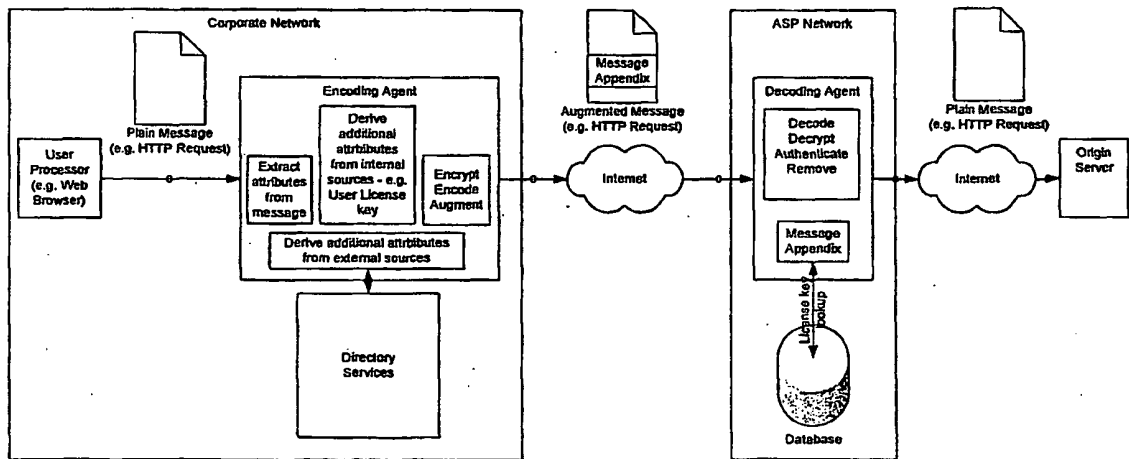 Corporate Network
Plain Message
(e.g. HTTP Request)
User
Processor
(e.g. Web
Browser)
Encoding Agent
Extract
attributes
from
message
Derive
additional
attrbibutes
from internal
sources - e.g.
User License
key
Encrypt
Encode
Augment
Derive additional attrbibutes
from external sources
Directory
Services
Message
Appendix
Augmented Message
(e.g. HTTP Request)
Internet
ASP Network
Decoding Agent
Decode
Decrypt
Authenticate
Remove
Message
Appendix
License key
lookup
Database
Plain Message
(e.g. HTTP Request)
Internet
Origin
Server